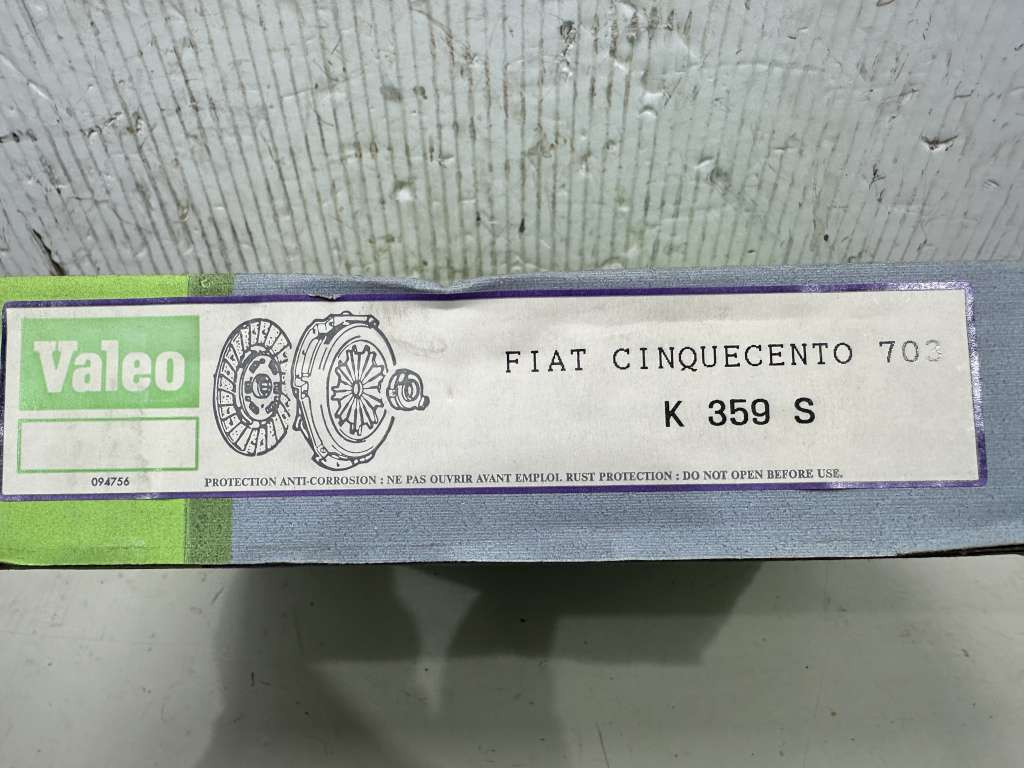 Valeo
FIAT CINQUECENTO 703
K 359 S
094756
PROTECTION ANTI-CORROSION : NE PAS OUVRIR AVANT EMPLOI. RUST PROTECTION : DO NOT OPEN BEFORE USE.